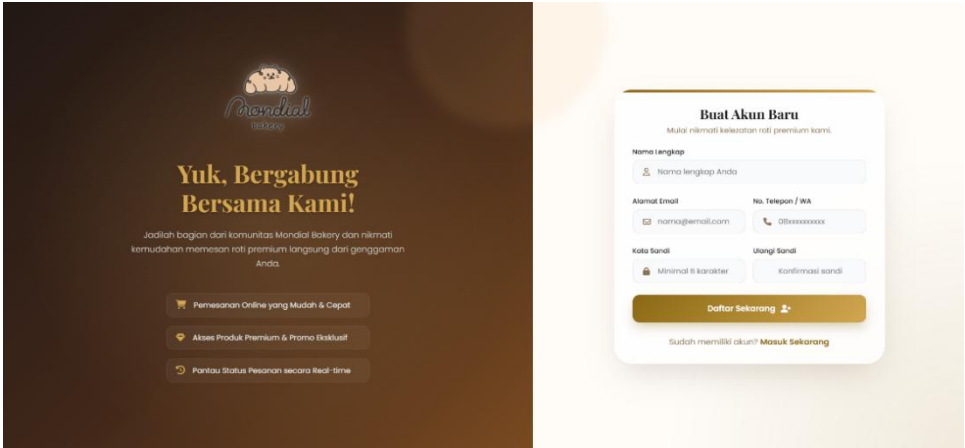 Mondial
Bakery
Yuk, Bergabung
Bersama Kami!
Jadilah bagian dari komunitas Mondial Bakery dan nikmati
kemudahan memesan roti premium langsung dari genggaman
Anda.
Pemesanan Online yang Mudah & Cepat
Akses Produk Premium & Promo Eksklusif
Pantau Status Pesanan secara Real-time
Buat Akun Baru
Mulai nikmati kelezatan roti premium kami.
Nama Lengkap
Nama lengkap Anda
Alamat Email
No. Telepon / WA
nama@email.com
08xxxxxxxxxx
Kata Sandi
Ulangi Sandi
Minimal 8 karakter
Konfirmasi sandi
Daftar Sekarang
Sudah memiliki akun? Masuk Sekarang